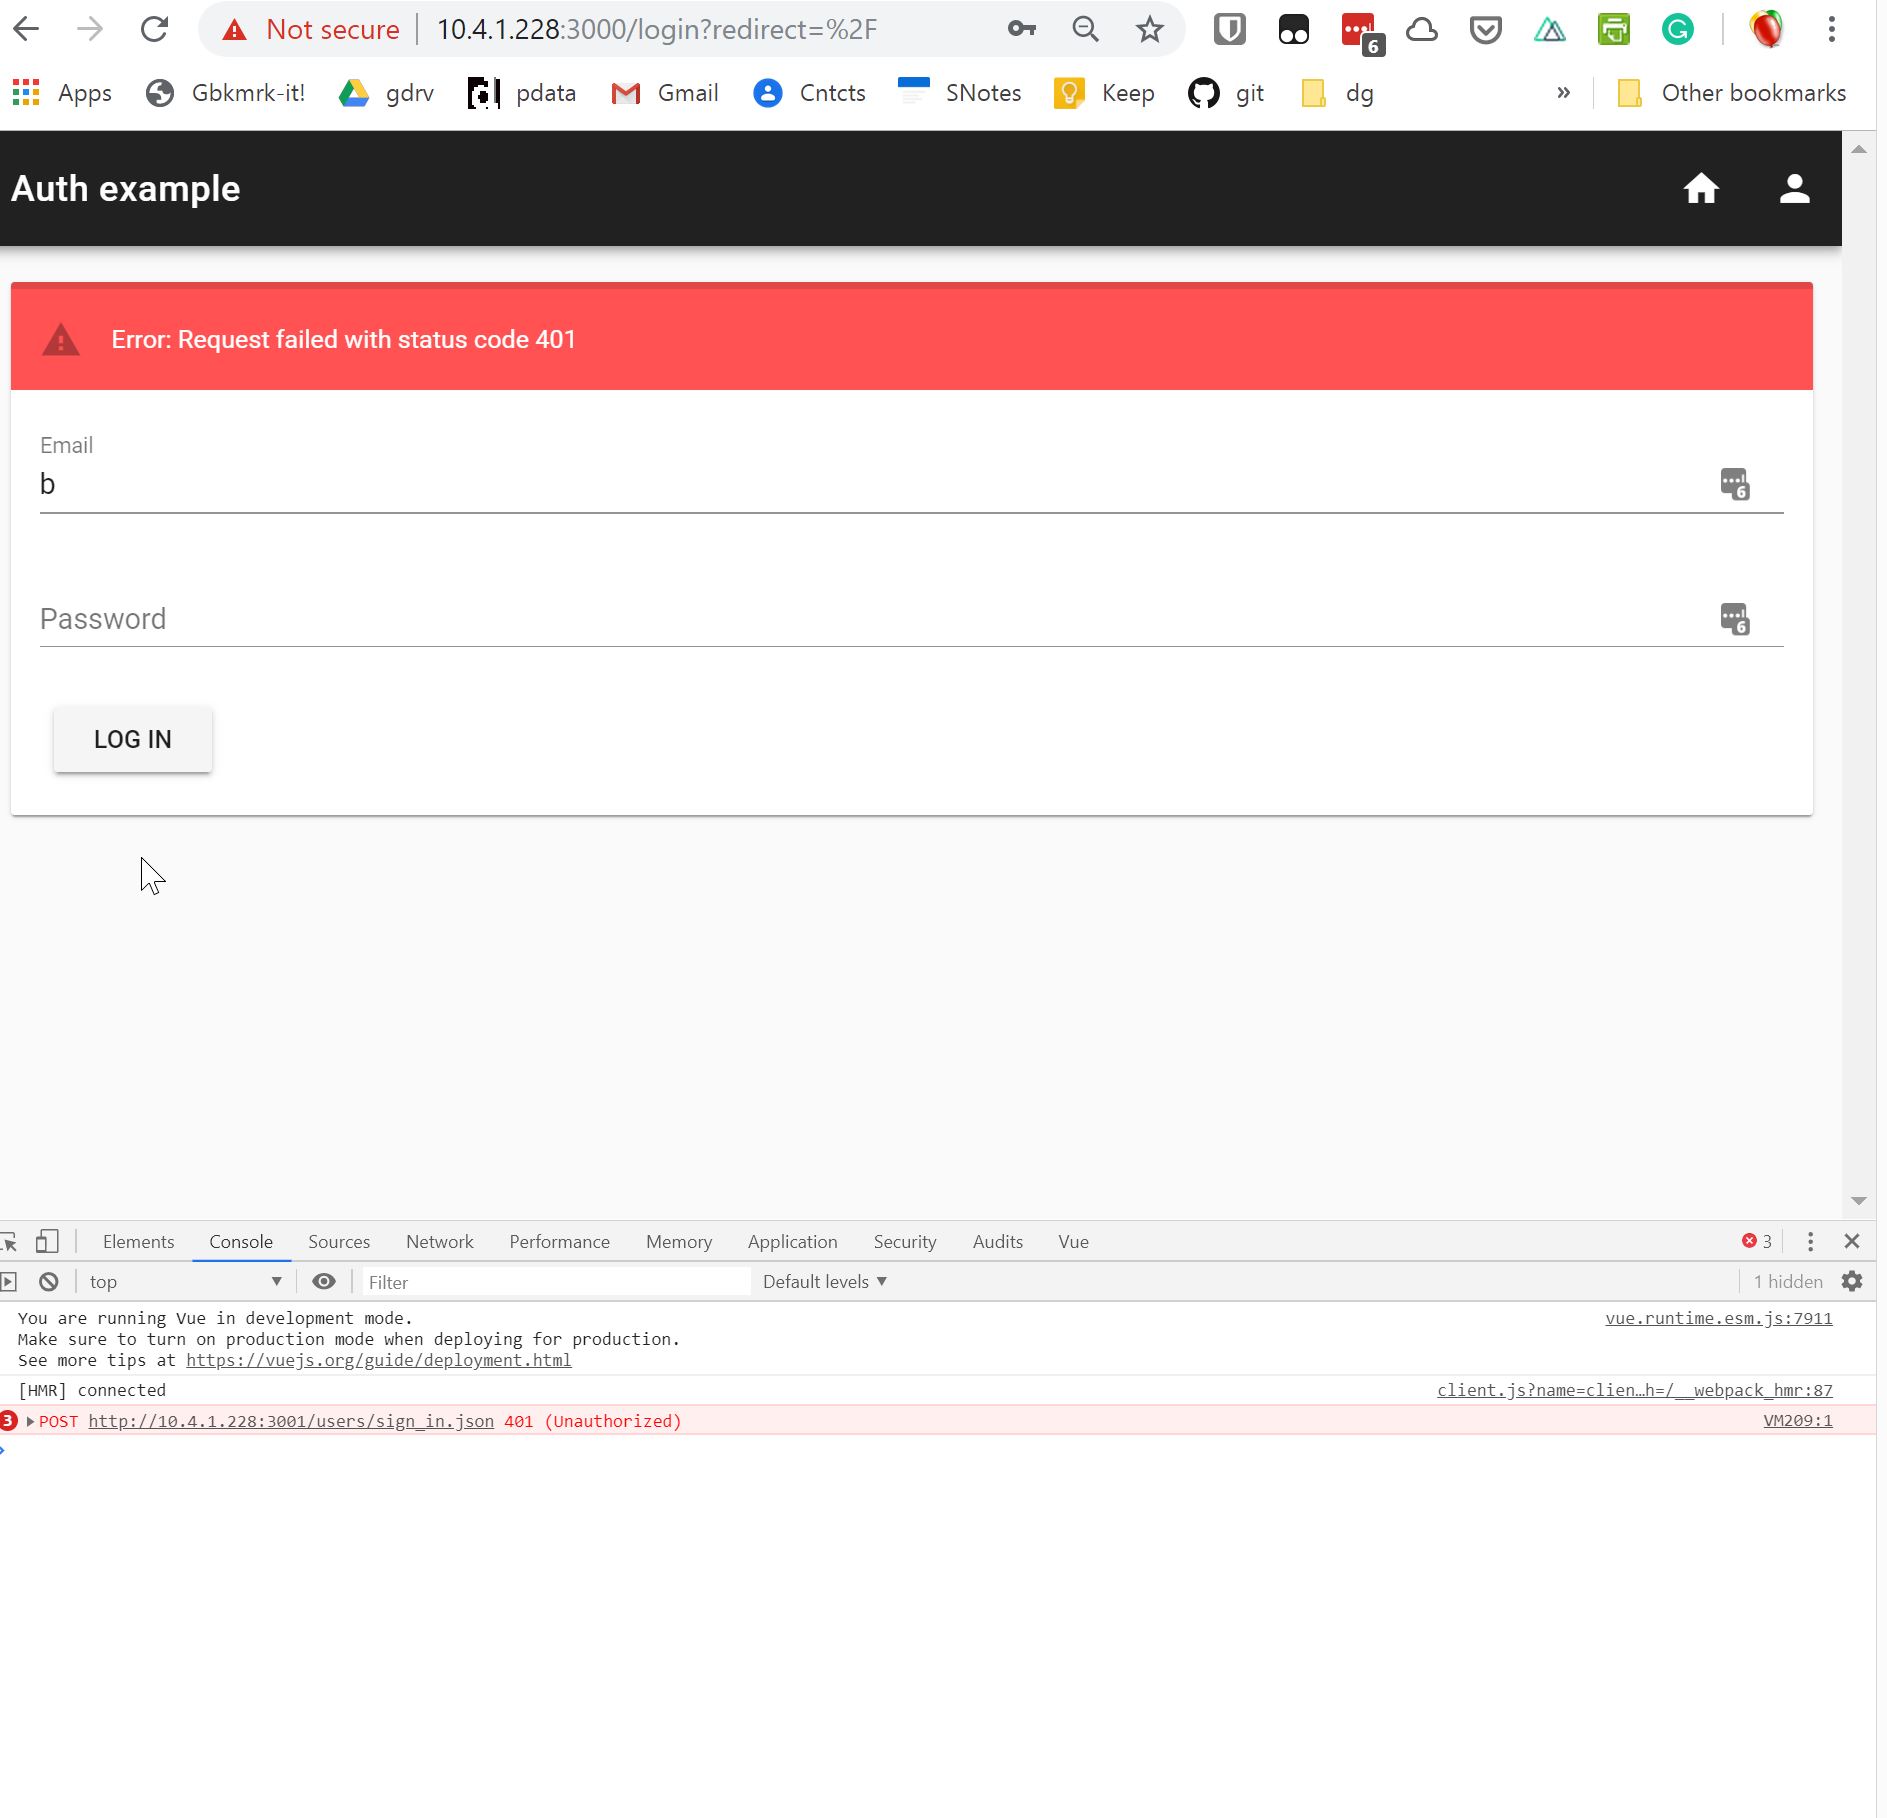 Not secure | 10.4.1.228:3000/login?redirect=%2F
6
Apps Gbkmrk-it! gdrv pdata Gmail Cntcts SNotes Keep git dg » Other bookmarks
Auth example
Error: Request failed with status code 401
Email
b
6
Password
6
LOG IN
Elements Console Sources Network Performance Memory Application Security Audits Vue 3
top Filter Default levels 1 hidden
You are running Vue in development mode. vue.runtime.esm.js:7911
Make sure to turn on production mode when deploying for production.
See more tips at https://vuejs.org/guide/deployment.html
[HMR] connected client.js?name=clien…h=/__webpack_hmr:87
3 POST http://10.4.1.228:3001/users/sign_in.json 401 (Unauthorized) VM209:1